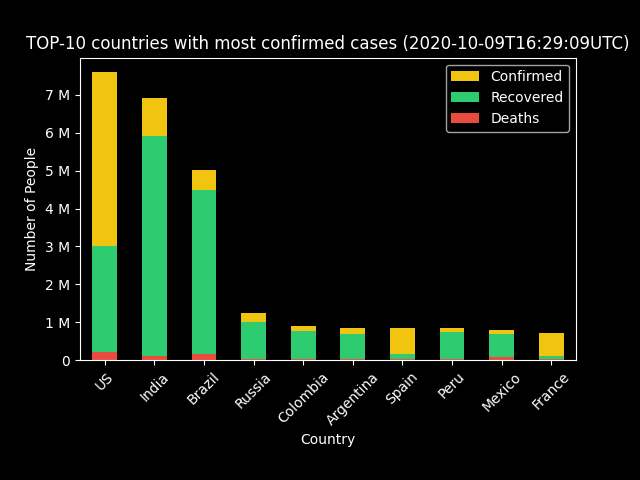 TOP-10 countries with most confirmed cases (2020-10-09T16:29:09UTC)
Confirmed
Recovered
Deaths
Number of People
7 M
6 M
5 M
4 M
3 M
2 M
1 M
0
US
India
Brazil
Russia
Colombia
Argentina
Spain
Peru
Mexico
France
Country